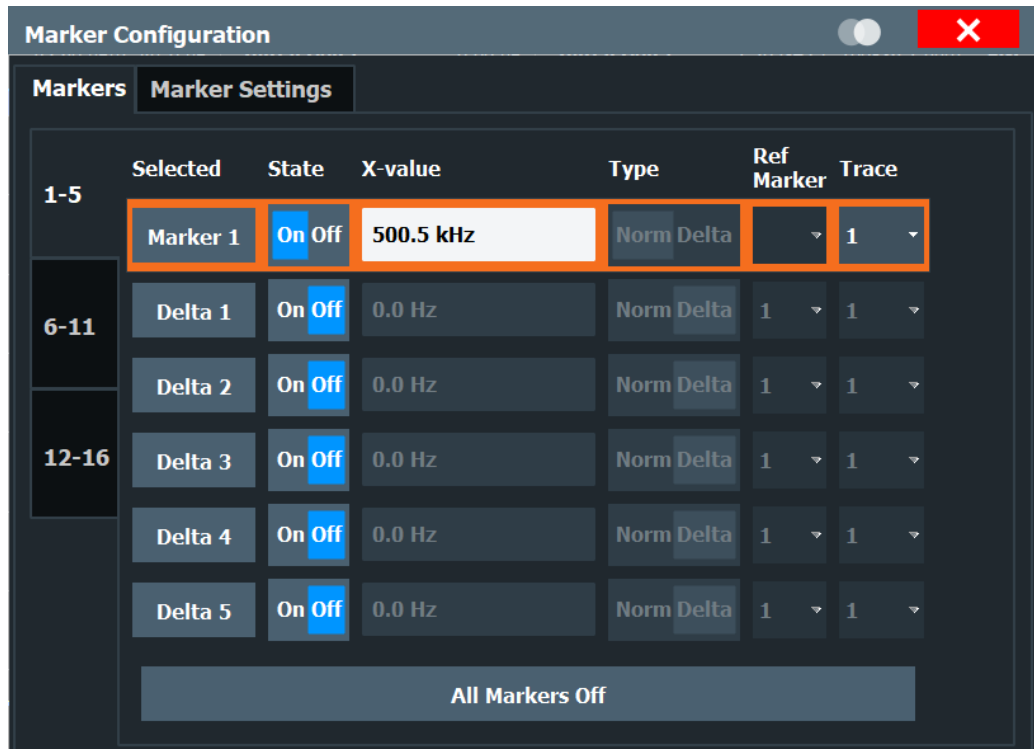 Marker Configuration
Markers Marker Settings
Selected State X-value Type Ref Marker Trace
1-5
Marker 1 On Off 500.5 kHz Norm Delta 1
Delta 1 On Off 0.0 Hz Norm Delta 1 1
6-11
Delta 2 On Off 0.0 Hz Norm Delta 1 1
12-16
Delta 3 On Off 0.0 Hz Norm Delta 1 1
Delta 4 On Off 0.0 Hz Norm Delta 1 1
Delta 5 On Off 0.0 Hz Norm Delta 1 1
All Markers Off